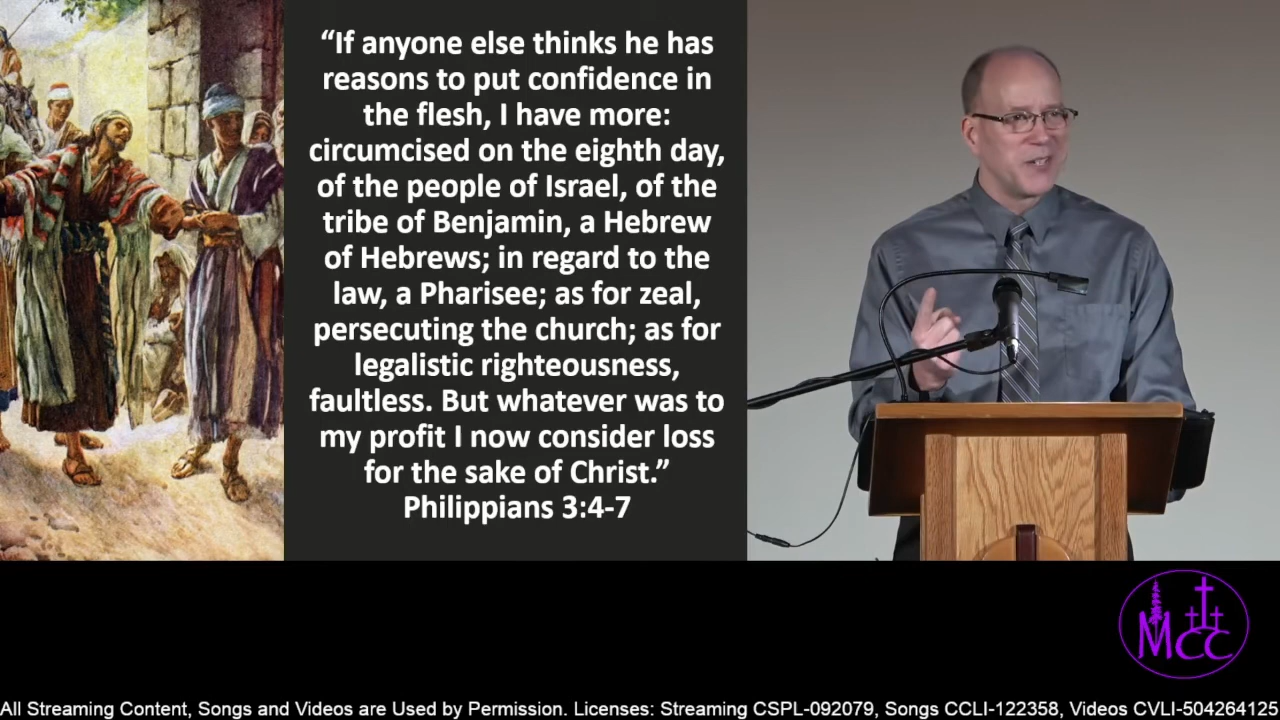 “If anyone else thinks he has
reasons to put confidence in
the flesh, I have more:
circumcised on the eighth day,
of the people of Israel, of the
tribe of Benjamin, a Hebrew
of Hebrews; in regard to the
law, a Pharisee; as for zeal,
persecuting the church; as for
legalistic righteousness,
faultless. But whatever was to
my profit I now consider loss
for the sake of Christ.”
Philippians 3:4-7
MCC
All Streaming Content, Songs and Videos are Used by Permission. Licenses: Streaming CSPL-092079, Songs CCLI-122358, Videos CVLI-504264125